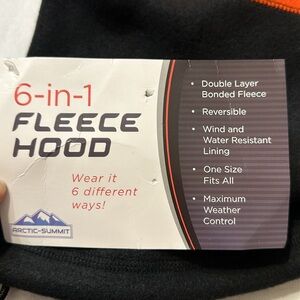 6-in-1
FLEECE
HOOD
Wear it
6 different
ways!
ARCTIC-SUMMIT
• Double Layer
Bonded Fleece
• Reversible
• Wind and
Water Resistant
Lining
• One Size
Fits All
• Maximum
Weather
Control